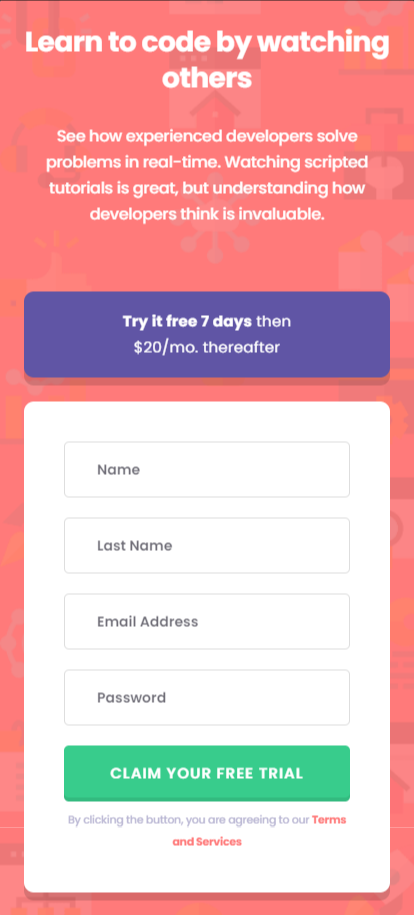 Learn to code by watching
others
See how experienced developers solve
problems in real-time. Watching scripted
tutorials is great, but understanding how
developers think is invaluable.
Try it free 7 days then
$20/mo. thereafter
Name
Last Name
Email Address
Password
CLAIM YOUR FREE TRIAL
By clicking the button, you are agreeing to our Terms
and Services